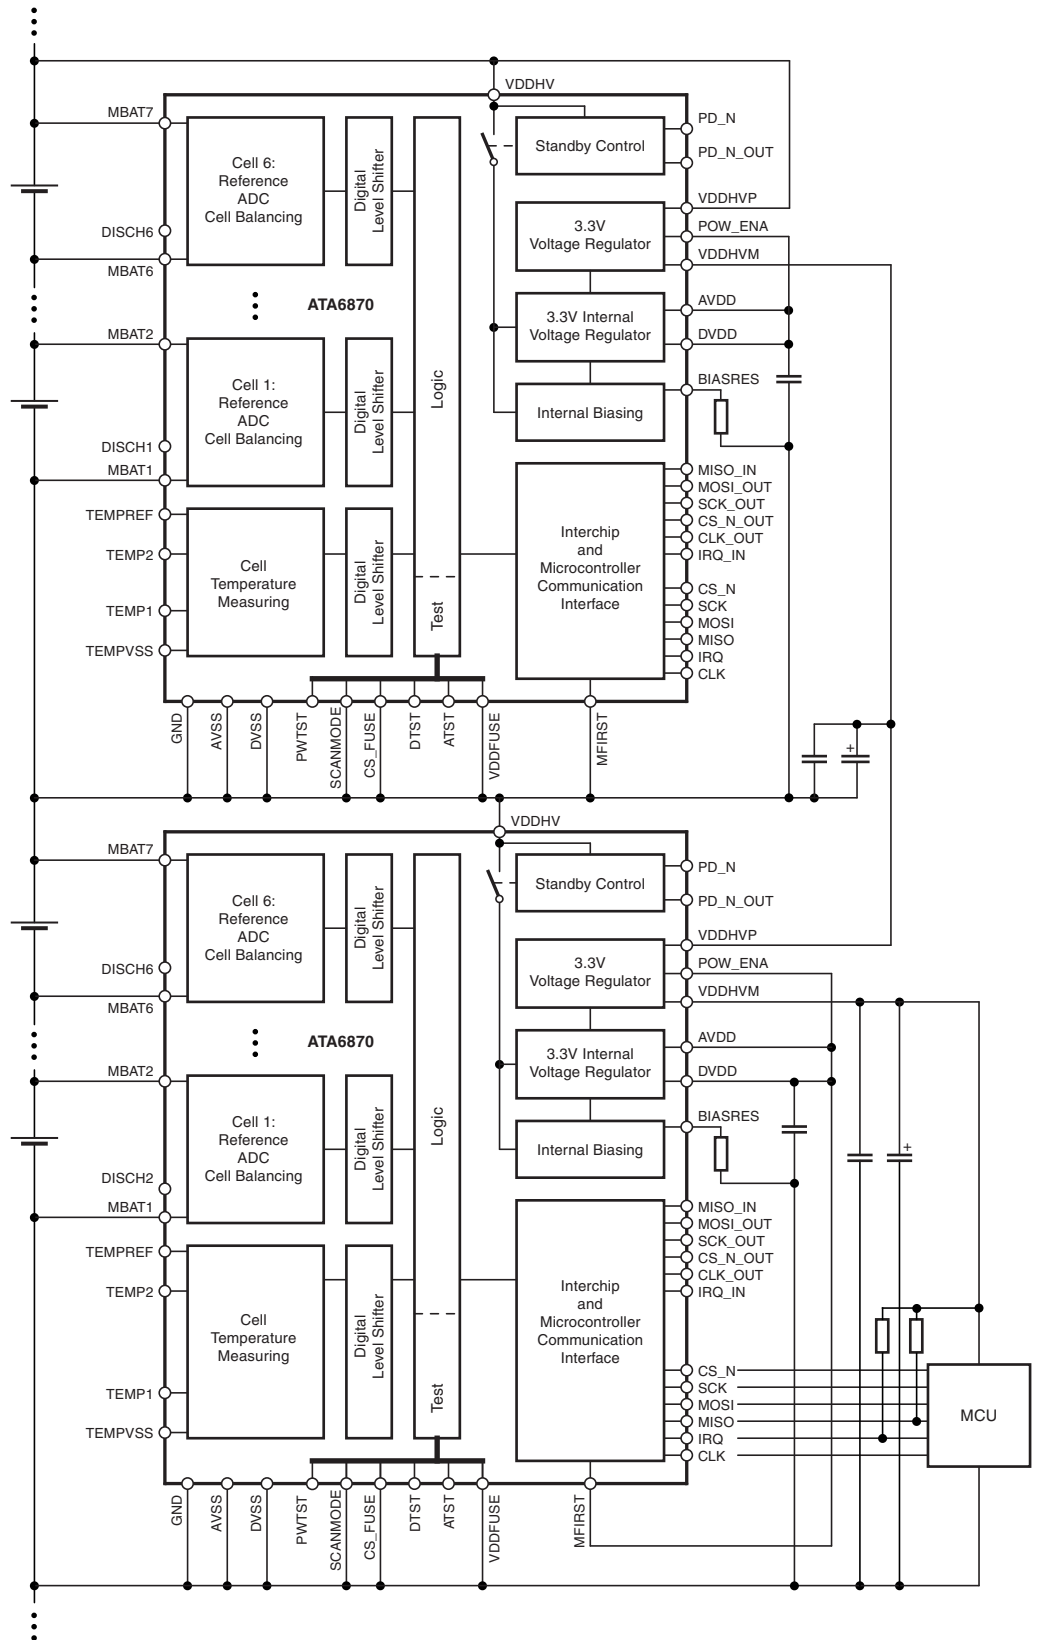 VDDHV
MBAT7
Cell 6:
Reference
ADC
Cell Balancing
Digital
Level Shifter
Standby Control
PD_N
PD_N_OUT
DISCH6
MBAT6
3.3V
Voltage Regulator
VDDHVP
POW_ENA
VDDHVM
ATA6870
3.3V Internal
Voltage Regulator
AVDD
DVDD
MBAT2
Cell 1:
Reference
ADC
Cell Balancing
Digital
Level Shifter
Logic
Internal Biasing
BIASRES
DISCH1
MBAT1
TEMPREF
TEMP2
TEMP1
TEMPVSS
Cell
Temperature
Measuring
Digital
Level Shifter
Test
Interchip
and
Microcontroller
Communication
Interface
MISO_IN
MOSI_OUT
SCK_OUT
CS_N_OUT
CLK_OUT
IRQ_IN
CS_N
SCK
MOSI
MISO
IRQ
CLK
GND
AVSS
DVSS
PWTST
SCANMODE
CS_FUSE
DTST
ATST
VDDFUSE
MFIRST
+
VDDHV
MBAT7
Cell 6:
Reference
ADC
Cell Balancing
Digital
Level Shifter
Standby Control
PD_N
PD_N_OUT
DISCH6
MBAT6
3.3V
Voltage Regulator
VDDHVP
POW_ENA
VDDHVM
ATA6870
3.3V Internal
Voltage Regulator
AVDD
DVDD
MBAT2
Cell 1:
Reference
ADC
Cell Balancing
Digital
Level Shifter
Logic
Internal Biasing
BIASRES
+
DISCH2
MBAT1
TEMPREF
TEMP2
TEMP1
TEMPVSS
Cell
Temperature
Measuring
Digital
Level Shifter
Test
Interchip
and
Microcontroller
Communication
Interface
MISO_IN
MOSI_OUT
SCK_OUT
CS_N_OUT
CLK_OUT
IRQ_IN
CS_N
SCK
MOSI
MISO
IRQ
CLK
MCU
GND
AVSS
DVSS
PWTST
SCANMODE
CS_FUSE
DTST
ATST
VDDFUSE
MFIRST